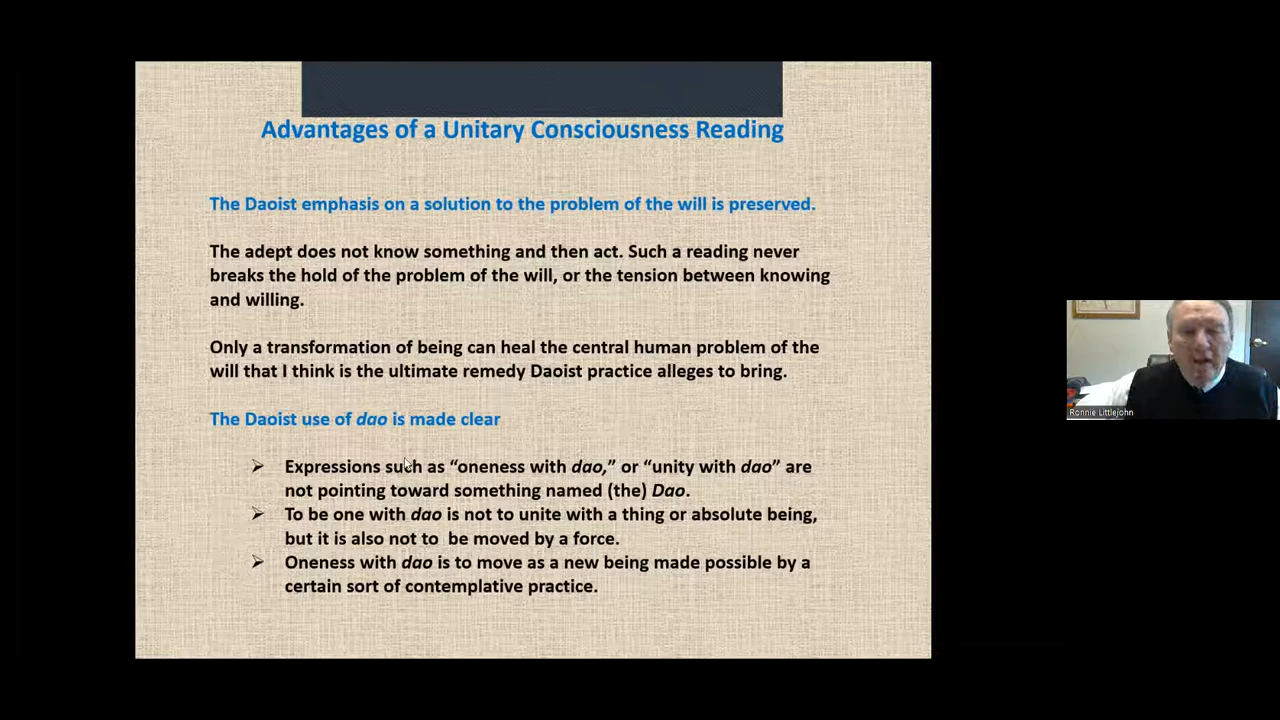 Advantages of a Unitary Consciousness Reading
The Daoist emphasis on a solution to the problem of the will is preserved.
The adept does not know something and then act. Such a reading never
breaks the hold of the problem of the will, or the tension between knowing
and willing.
Only a transformation of being can heal the central human problem of the
will that I think is the ultimate remedy Daoist practice alleges to bring.
The Daoist use of dao is made clear
➢ Expressions such as “oneness with dao,” or “unity with dao” are
not pointing toward something named (the) Dao.
➢ To be one with dao is not to unite with a thing or absolute being,
but it is also not to  be moved by a force.
➢ Oneness with dao is to move as a new being made possible by a
certain sort of contemplative practice.
Ronnie Littlejohn